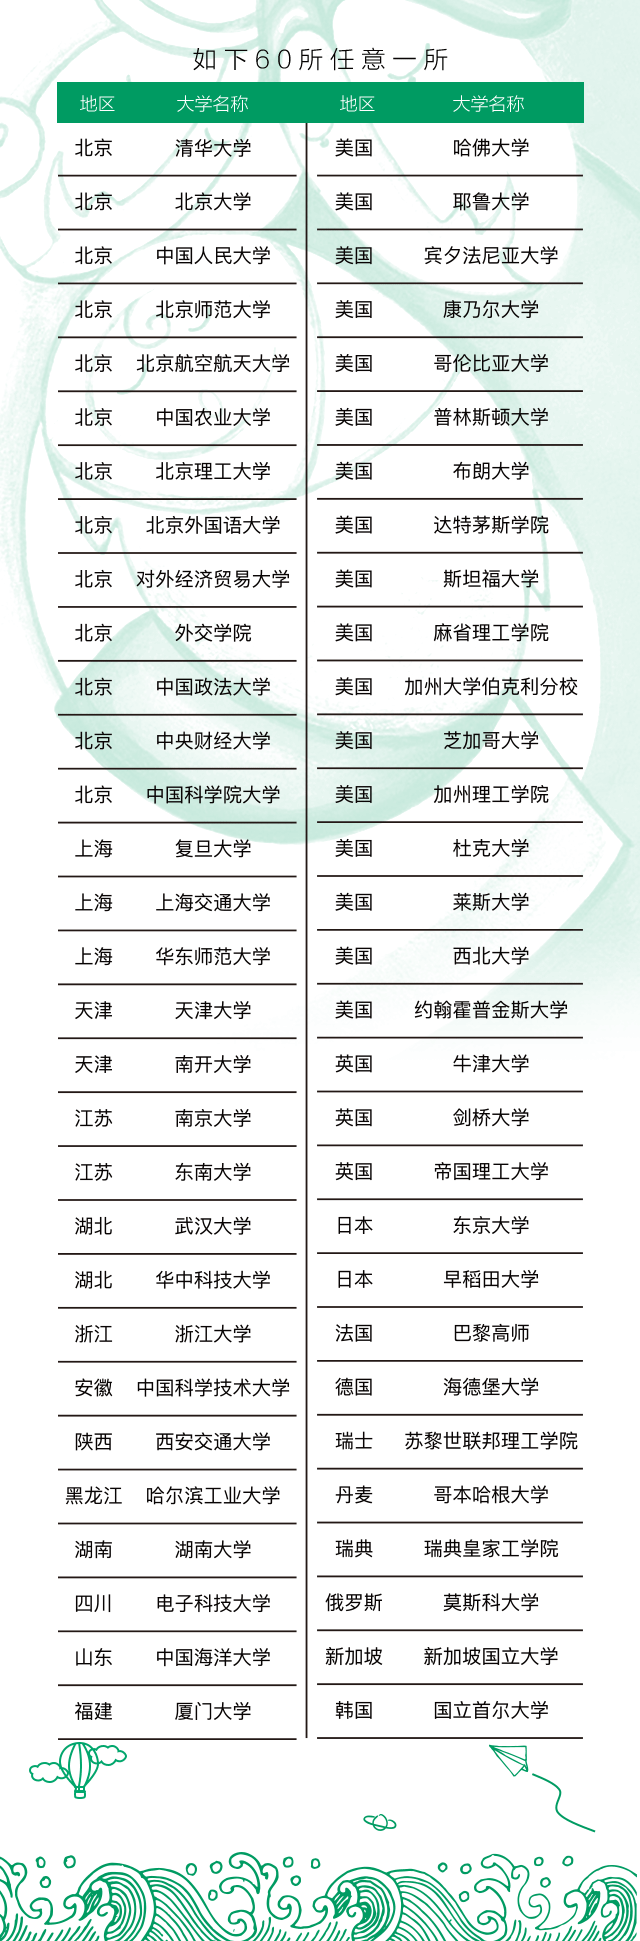 如下60所任意一所
地区 大学名称 地区 大学名称
北京 清华大学 美国 哈佛大学
北京 北京大学 美国 耶鲁大学
北京 中国人民大学 美国 宾夕法尼亚大学
北京 北京师范大学 美国 康乃尔大学
北京 北京航空航天大学 美国 哥伦比亚大学
北京 中国农业大学 美国 普林斯顿大学
北京 北京理工大学 美国 布朗大学
北京 北京外国语大学 美国 达特茅斯学院
北京 对外经济贸易大学 美国 斯坦福大学
北京 外交学院 美国 麻省理工学院
北京 中国政法大学 美国 加州大学伯克利分校
北京 中央财经大学 美国 芝加哥大学
北京 中国科学院大学 美国 加州理工学院
上海 复旦大学 美国 杜克大学
上海 上海交通大学 美国 莱斯大学
上海 华东师范大学 美国 西北大学
天津 天津大学 美国 约翰霍普金斯大学
天津 南开大学 英国 牛津大学
江苏 南京大学 英国 剑桥大学
江苏 东南大学 英国 帝国理工大学
湖北 武汉大学 日本 东京大学
湖北 华中科技大学 日本 早稻田大学
浙江 浙江大学 法国 巴黎高师
安徽 中国科学技术大学 德国 海德堡大学
陕西 西安交通大学 瑞士 苏黎世联邦理工学院
黑龙江 哈尔滨工业大学 丹麦 哥本哈根大学
湖南 湖南大学 瑞典 瑞典皇家工学院
四川 电子科技大学 俄罗斯 莫斯科大学
山东 中国海洋大学 新加坡 新加坡国立大学
福建 厦门大学 韩国 国立首尔大学